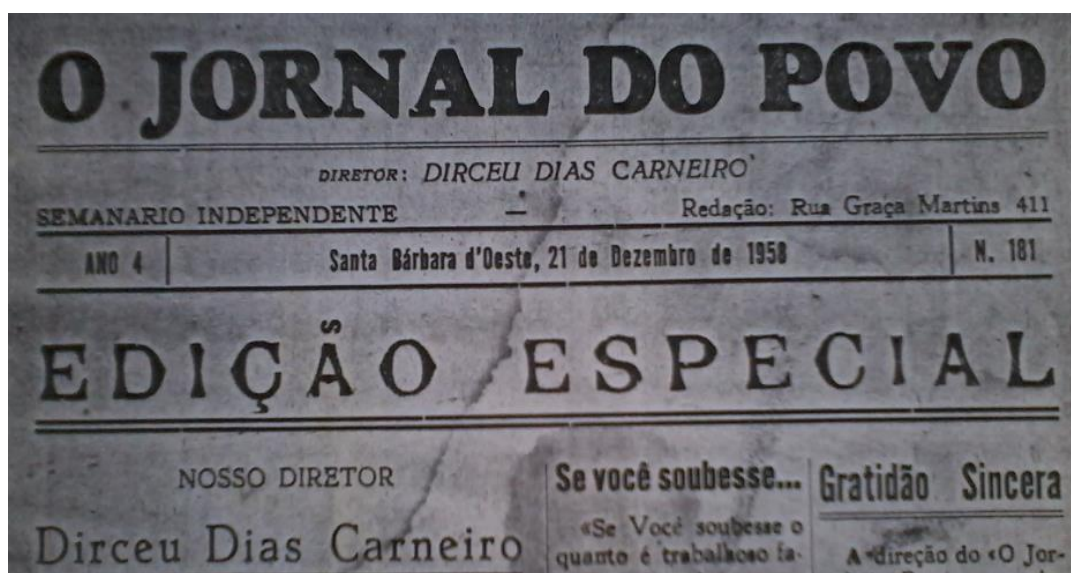 O JORNAL DO POVO
DIRETOR: DIRCEU DIAS CARNEIRO
SEMANARIO INDEPENDENTE — Redação: Rua Graça Martins 411
ANO 4 Santa Bárbara d'Oeste, 21 de Dezembro de 1958 N. 181
EDIÇÃO ESPECIAL
NOSSO DIRETOR
Dirceu Dias Carneiro
Se você soubesse...
«Se Você soubesse o
quanto é trabalhoso fa-
Gratidão Sincera
A direção do «O Jor-